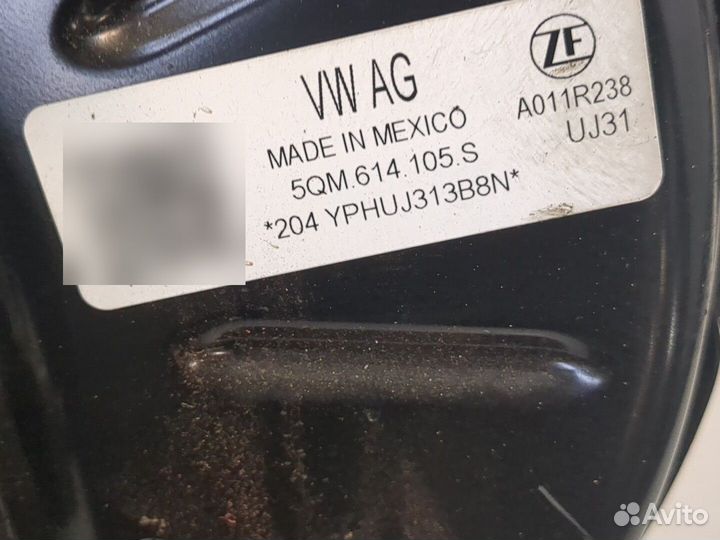 VW AG
MADE IN MEXICO
5QM.614.105.S
*204 YPHUJ313B8N*
ZF
A011R238
UJ31
Avito